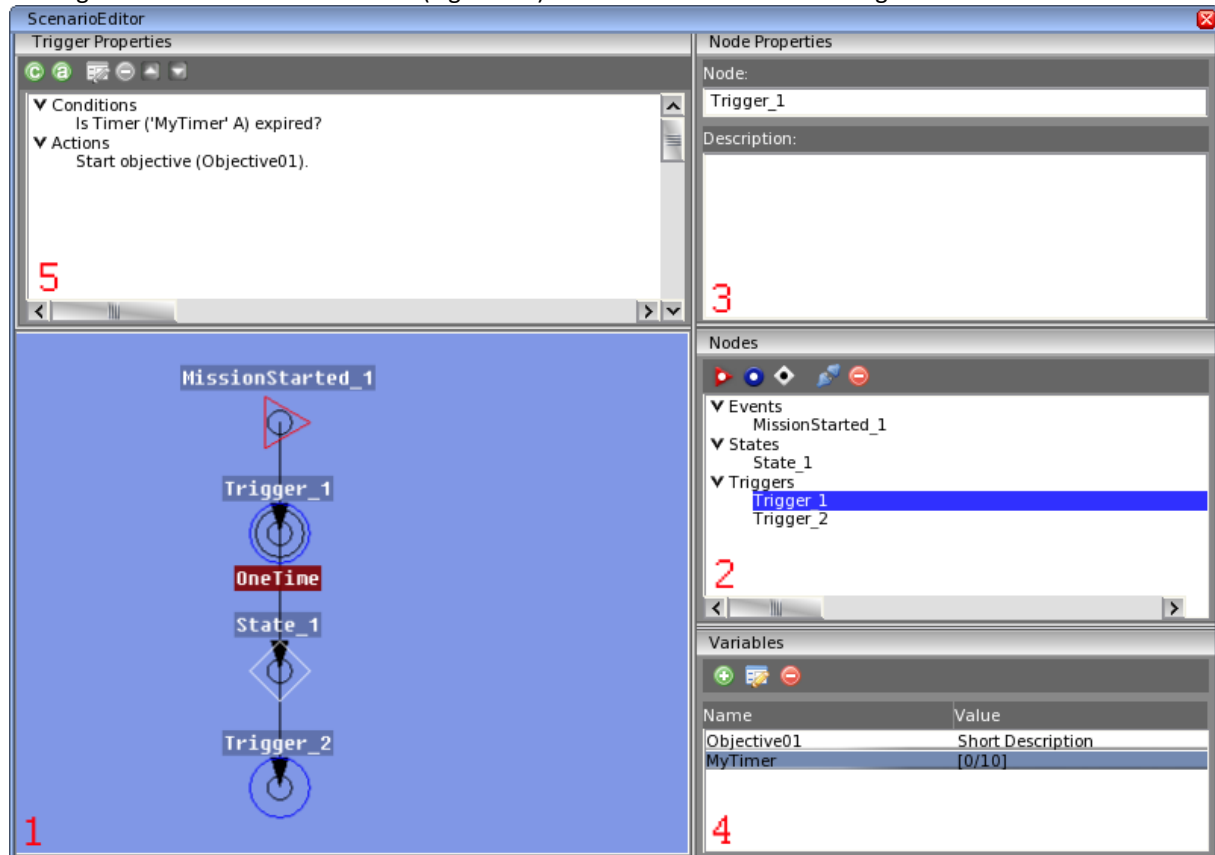 ScenarioEditor
Trigger Properties
c a
Conditions
Is Timer ('MyTimer' A) expired?
Actions
Start objective (Objective01).
5
MissionStarted_1
Trigger_1
OneTime
State_1
Trigger_2
1
Node Properties
Node:
Trigger_1
Description:
3
Nodes
Events
MissionStarted_1
States
State_1
Triggers
Trigger_1
Trigger_2
2
Variables
Name Value
Objective01 Short Description
MyTimer [0/10]
4